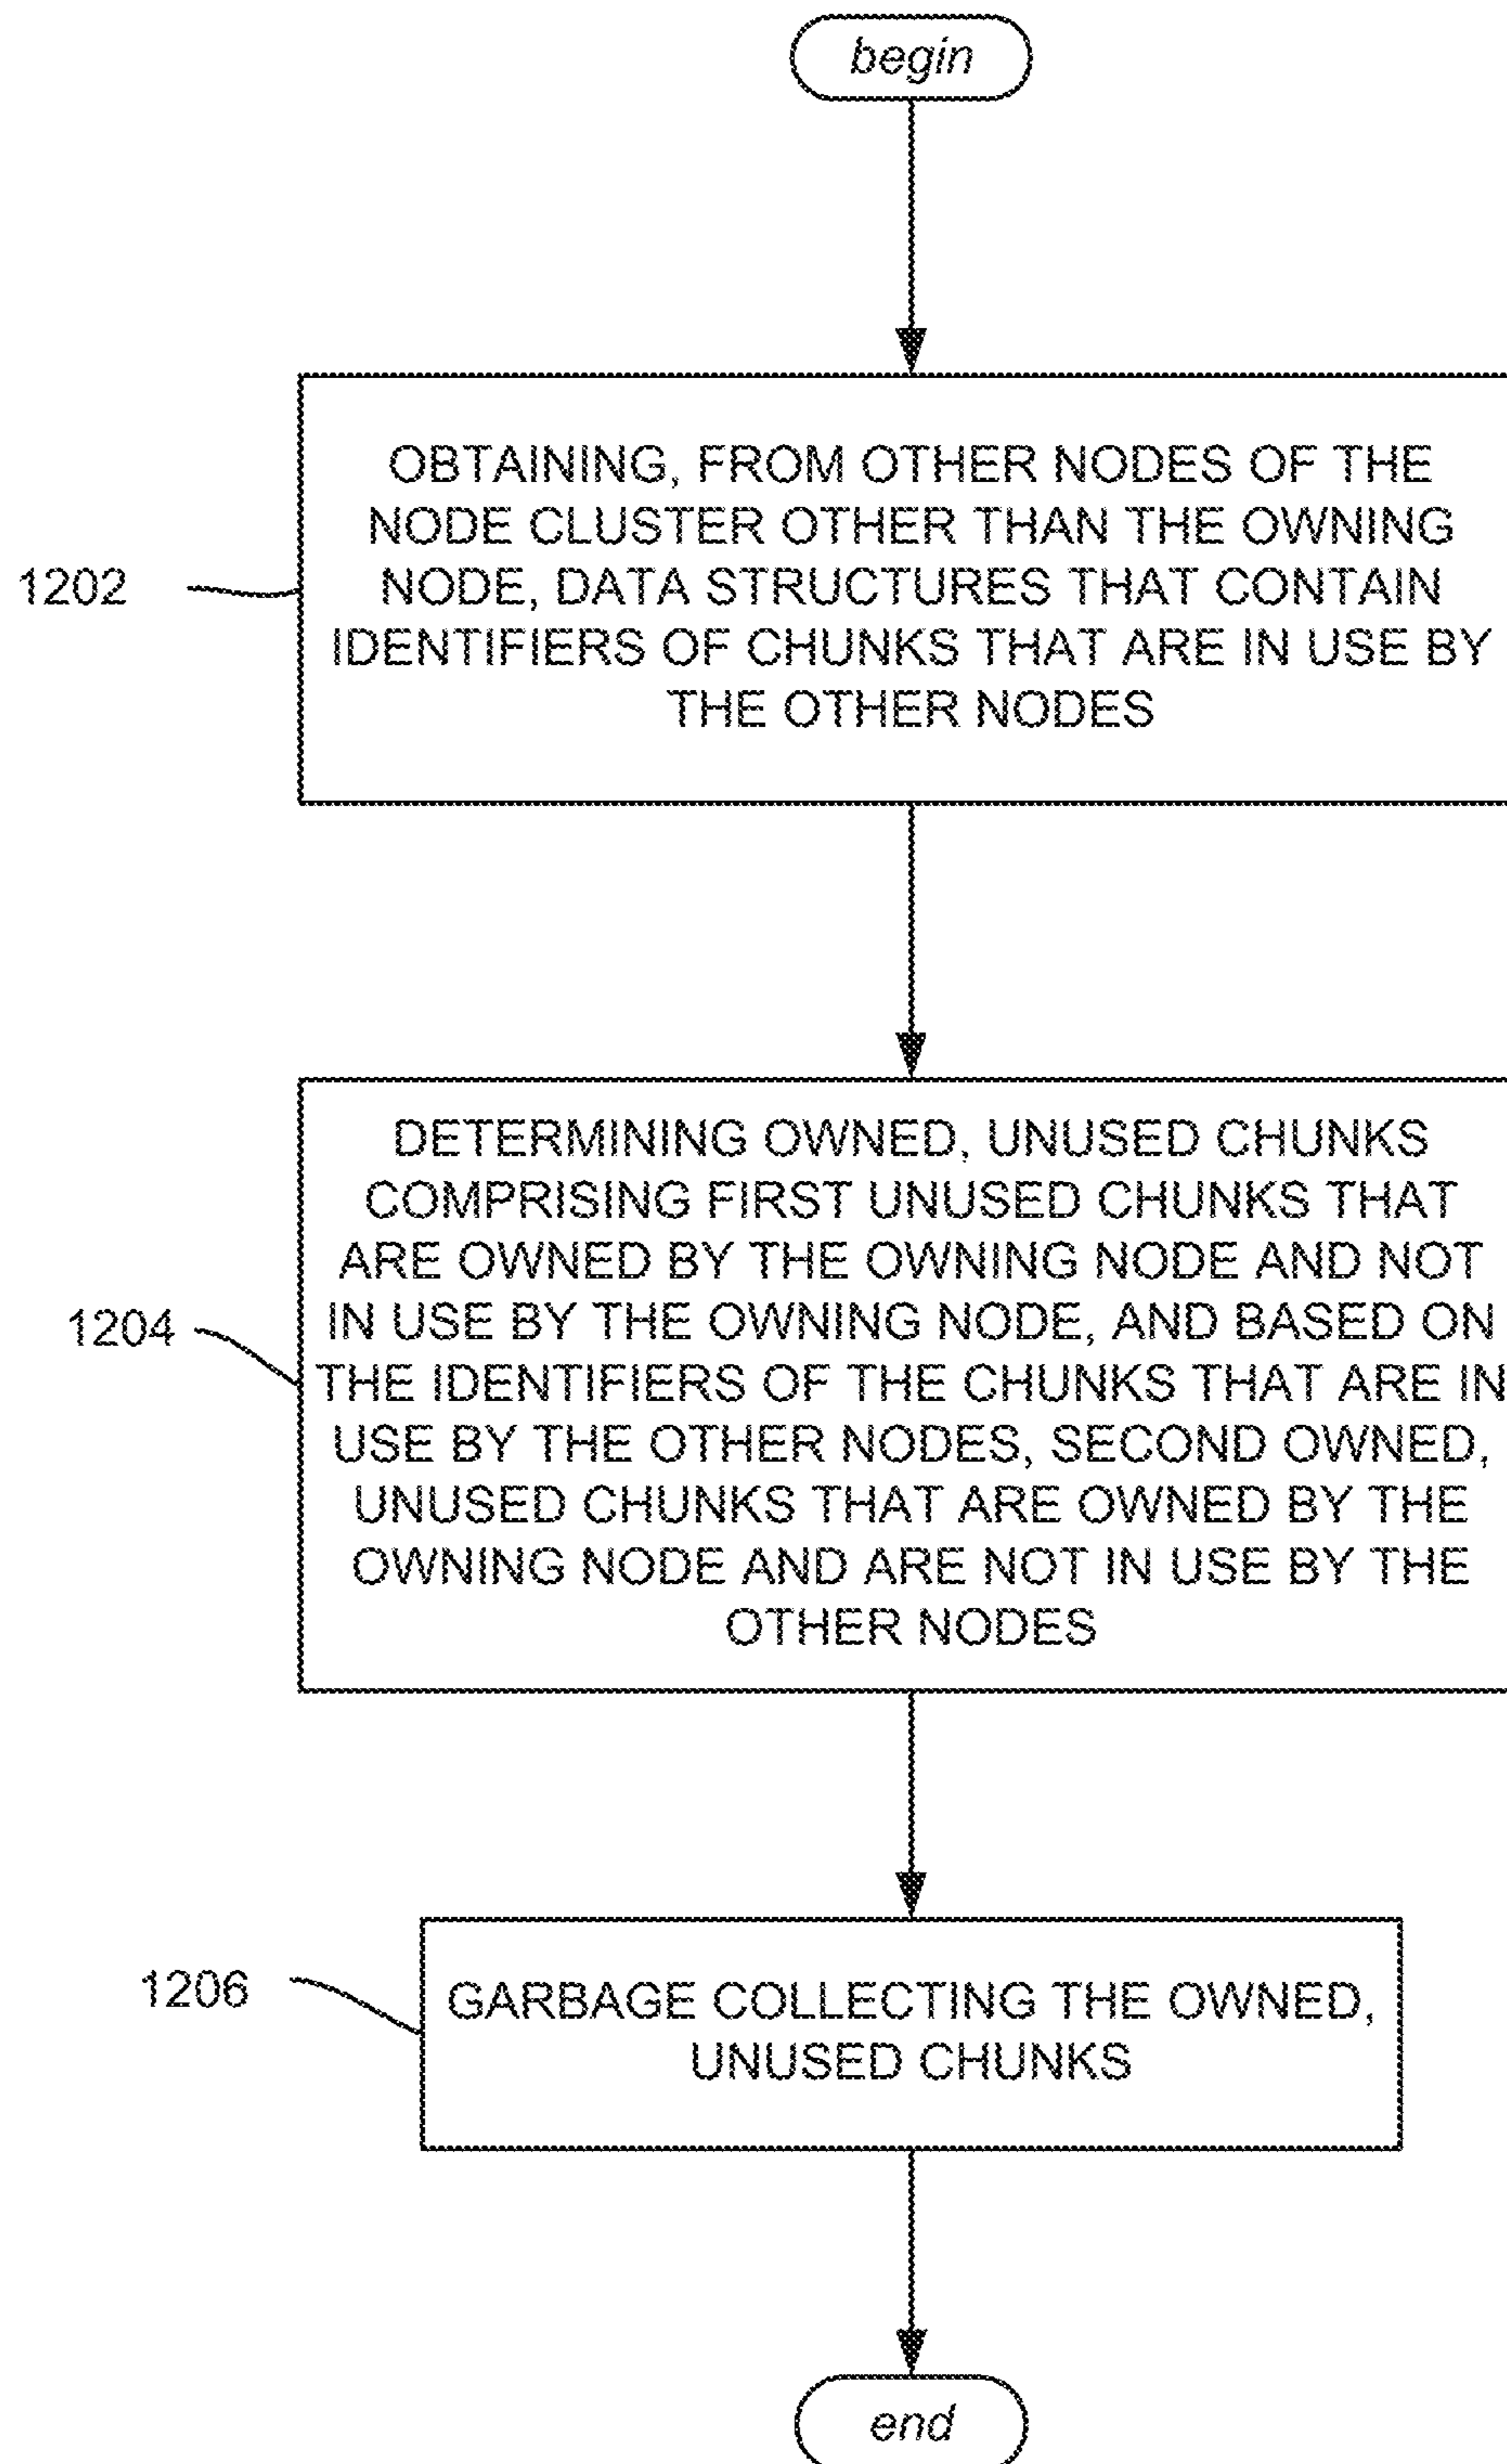 begin
OBTAINING, FROM OTHER NODES OF THE
NODE CLUSTER OTHER THAN THE OWNING
NODE, DATA STRUCTURES THAT CONTAIN
IDENTIFIERS OF CHUNKS THAT ARE IN USE BY
THE OTHER NODES
1202
DETERMINING OWNED, UNUSED CHUNKS
COMPRISING FIRST UNUSED CHUNKS THAT
ARE OWNED BY THE OWNING NODE AND NOT
IN USE BY THE OWNING NODE, AND BASED ON
THE IDENTIFIERS OF THE CHUNKS THAT ARE IN
USE BY THE OTHER NODES, SECOND OWNED,
UNUSED CHUNKS THAT ARE OWNED BY THE
OWNING NODE AND ARE NOT IN USE BY THE
OTHER NODES
1204
GARBAGE COLLECTING THE OWNED,
UNUSED CHUNKS
1206
end